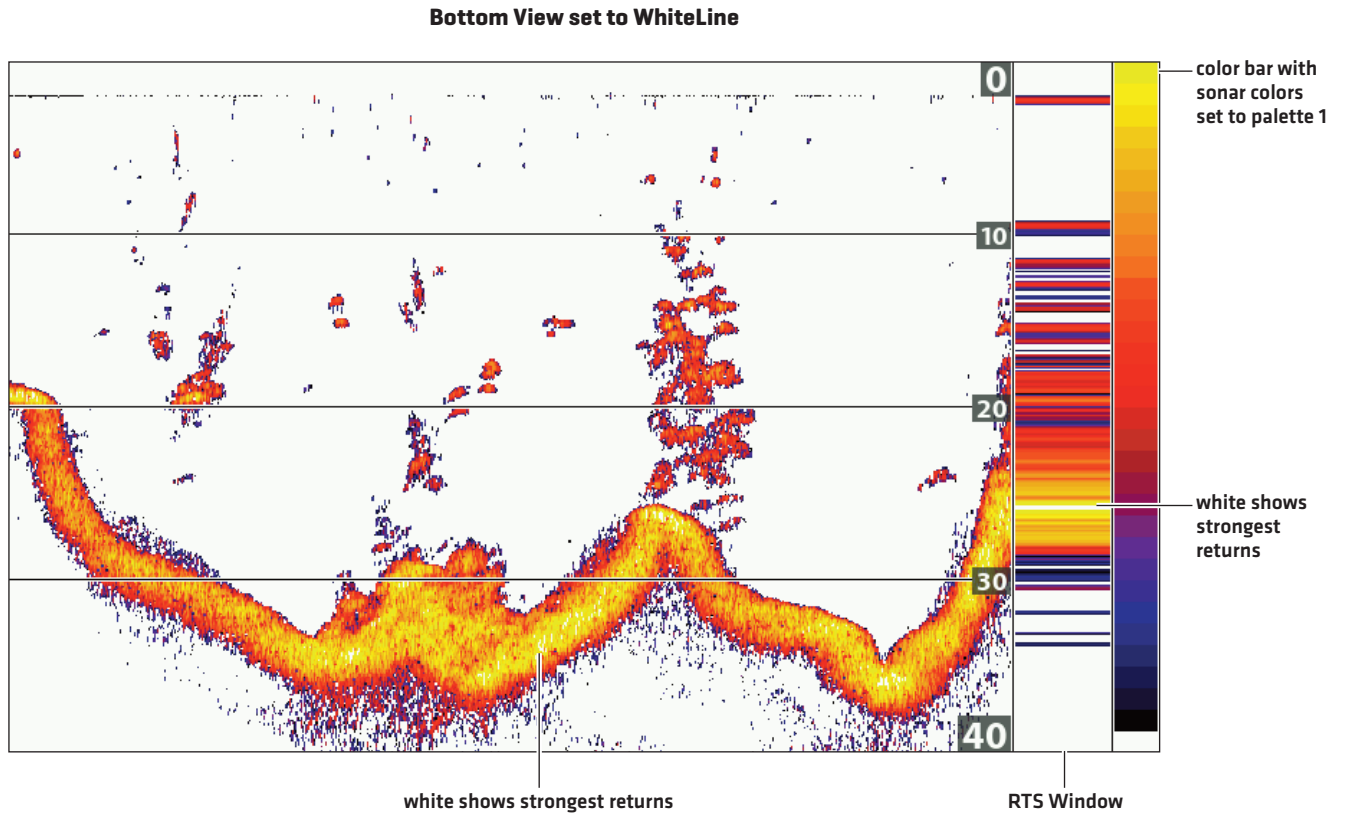 Bottom View set to WhiteLine
0
color bar with
sonar colors
set to palette 1
10
20
white shows
strongest
returns
30
40
white shows strongest returns
RTS Window